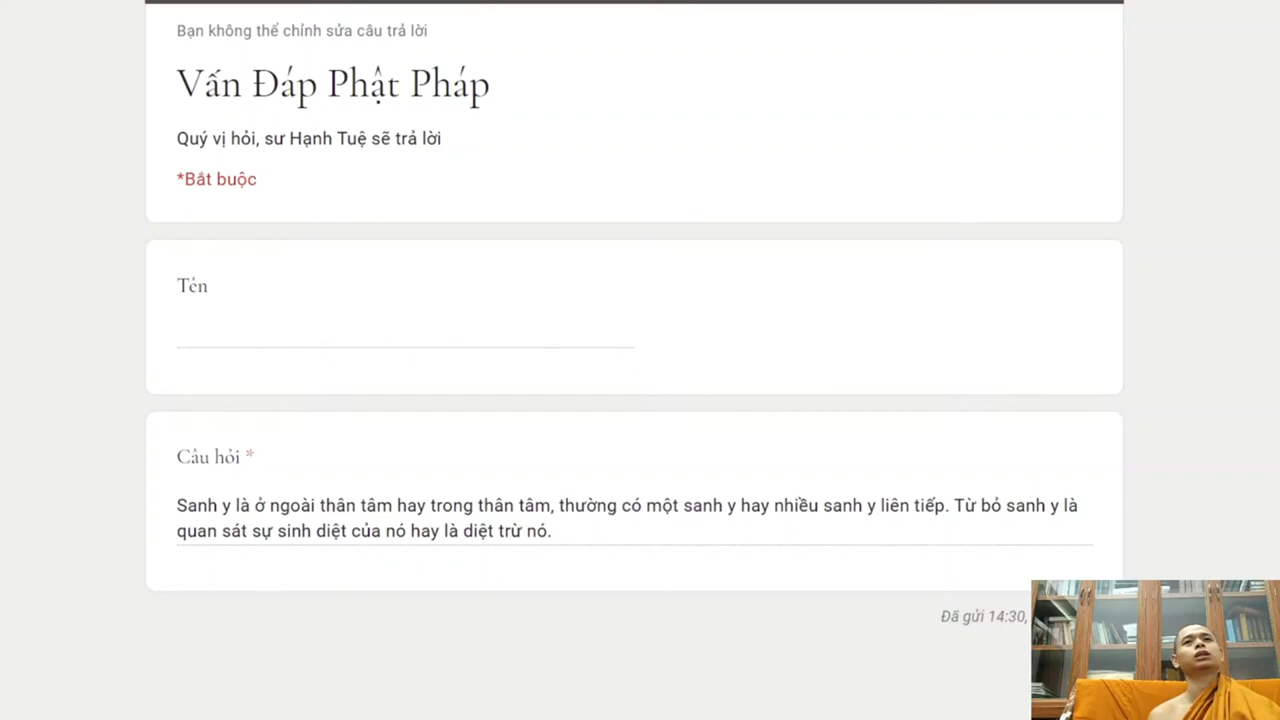 Bạn không thể chỉnh sửa câu trả lời
Vấn Đáp Phật Pháp
Quý vị hỏi, sư Hạnh Tuệ sẽ trả lời
*Bắt buộc
Tên
Câu hỏi *
Sanh y là ở ngoài thân tâm hay trong thân tâm, thường có một sanh y hay nhiều sanh y liên tiếp. Từ bỏ sanh y là
quan sát sự sinh diệt của nó hay là diệt trừ nó.
Đã gửi 14:30,